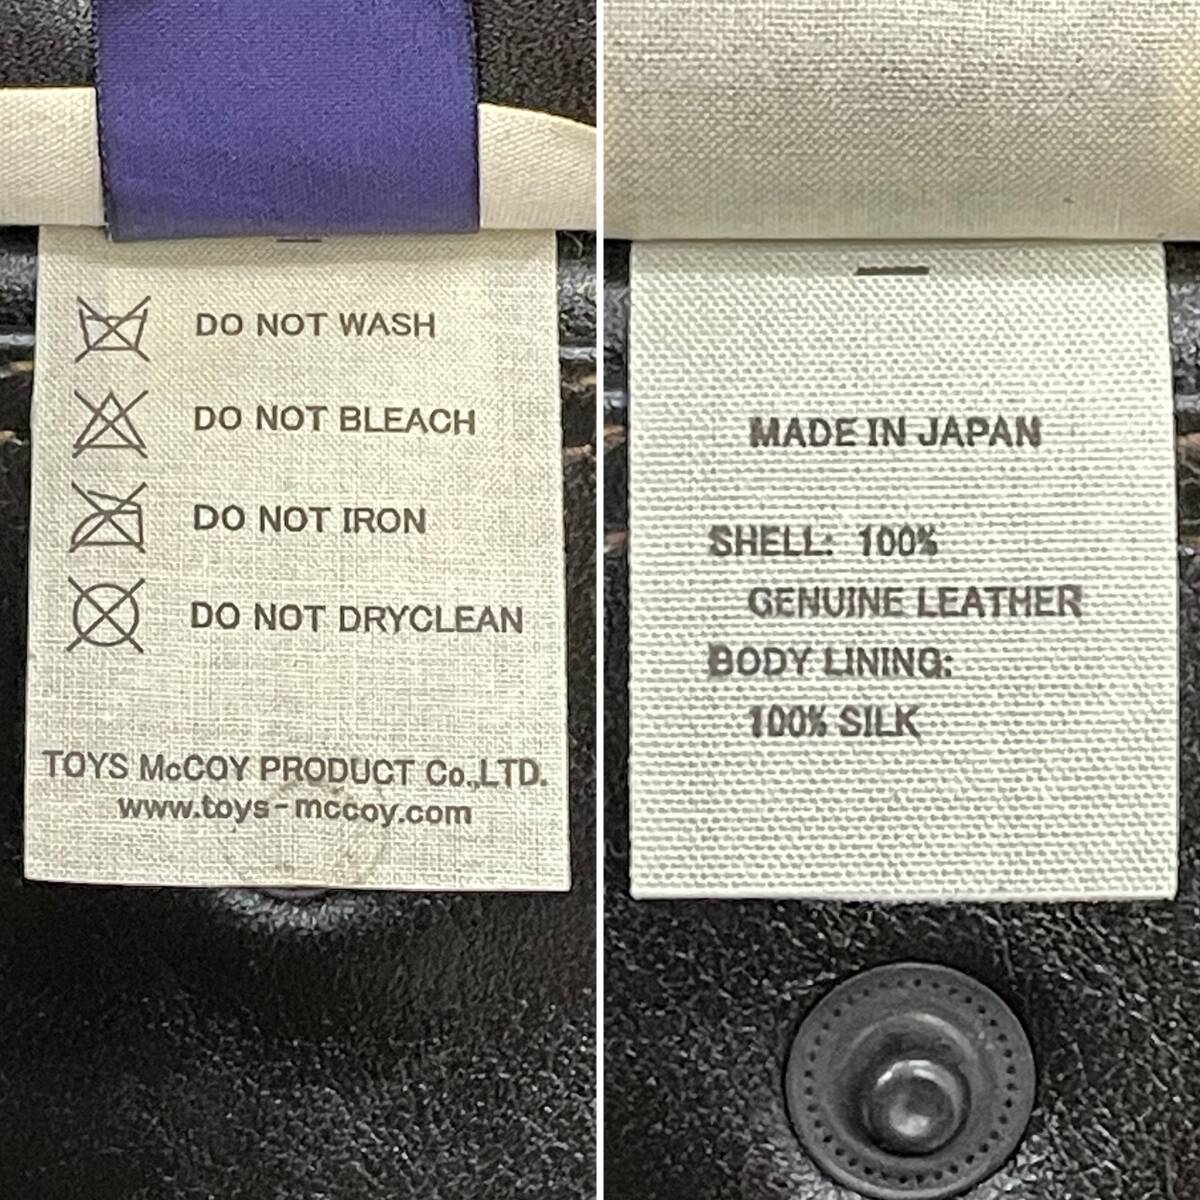 DO NOT WASH
DO NOT BLEACH
DO NOT IRON
DO NOT DRYCLEAN
TOYS McCOY PRODUCT Co.,LTD.
www.toys-mccoy.com
MADE IN JAPAN
SHELL: 100%
GENUINE LEATHER
BODY LINING:
100% SILK